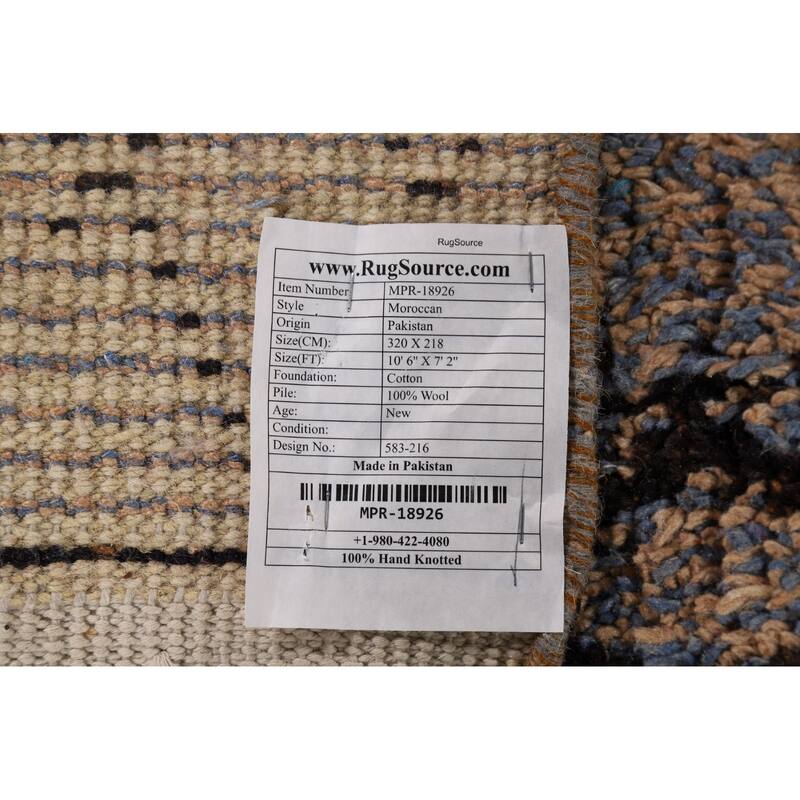 RugSource
www.RugSource.com
Item Number MPR-18926
Style Moroccan
Origin Pakistan
Size(CM): 320 X 218
Size(FT): 10' 6" X 7' 2"
Foundation: Cotton
Pile: 100% Wool
Age: New
Condition:
Design No.: 583-216
Made in Pakistan
MPR-18926
+1-980-422-4080
100% Hand Knotted